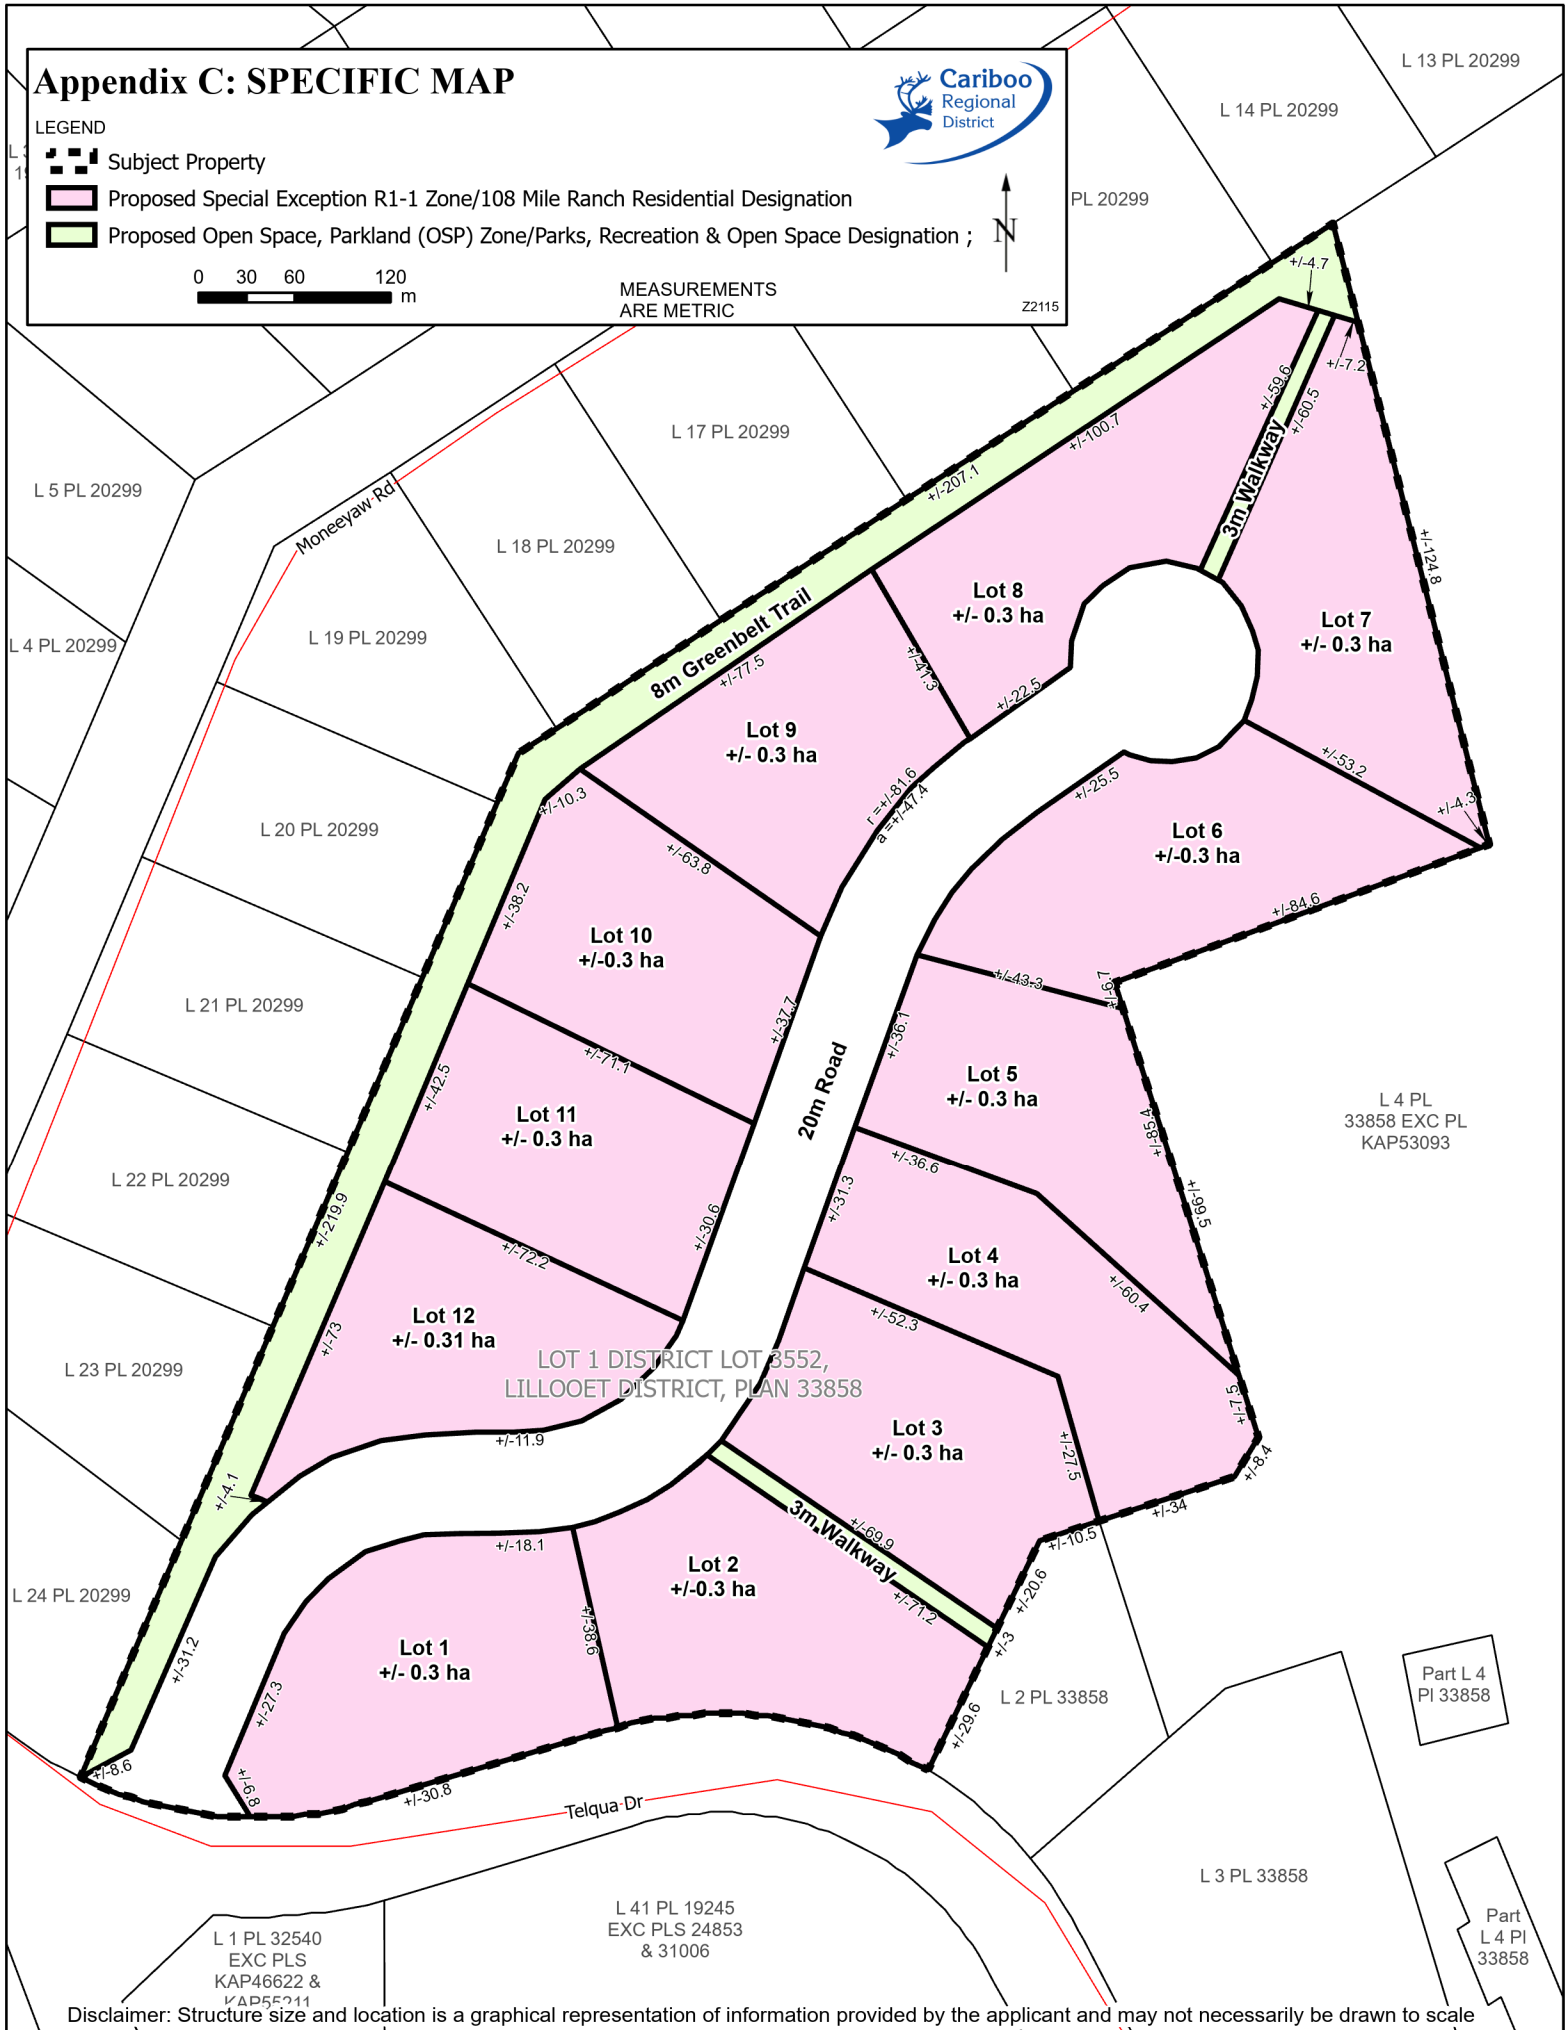 Appendix C: SPECIFIC MAP
Cariboo
Regional
District
LEGEND
Subject Property
Proposed Special Exception R1-1 Zone/108 Mile Ranch Residential Designation
Proposed Open Space, Parkland (OSP) Zone/Parks, Recreation & Open Space Designation ;
N
0 30 60 120
m
MEASUREMENTS
ARE METRIC
Z2115
L 13 PL 20299
L 14 PL 20299
PL 20299
L 17 PL 20299
L 18 PL 20299
L 19 PL 20299
L 20 PL 20299
L 21 PL 20299
L 22 PL 20299
L 23 PL 20299
L 24 PL 20299
L 5 PL 20299
L 4 PL 20299
Moneeyaw Rd
+/-4.7
+/-7.2
+/-59.6
+/-60.5
3m Walkway
+/-100.7
+/-207.1
+/-124.8
8m Greenbelt Trail
+/-77.5
Lot 8
+/- 0.3 ha
Lot 7
+/- 0.3 ha
+/-41.3
+/-22.5
Lot 9
+/- 0.3 ha
r =+/-81.6
a =+/-47.4
+/-25.5
+/-53.2
+/-4.3
+/-10.3
+/-63.8
Lot 6
+/-0.3 ha
+/-84.6
+/-38.2
Lot 10
+/-0.3 ha
+/-43.3
+/-6.7
+/-37.7
+/-36.1
+/-71.1
+/-42.5
20m Road
Lot 5
+/- 0.3 ha
+/-85.4
+/-99.5
L 4 PL
33858 EXC PL
KAP53093
Lot 11
+/- 0.3 ha
+/-36.6
+/-31.3
+/-30.6
+/-219.9
+/-72.2
Lot 4
+/- 0.3 ha
+/-60.4
+/-52.3
+/-73
Lot 12
+/- 0.31 ha
LOT 1 DISTRICT LOT 3552,
LILLOOET DISTRICT, PLAN 33858
+/-7.5
Lot 3
+/- 0.3 ha
+/-27.5
+/-8.4
+/-11.9
+/-4.1
+/-34
+/-10.5
3m Walkway
+/-69.9
+/-71.2
+/-18.1
Lot 2
+/-0.3 ha
+/-20.6
+/-3
+/-38.6
Lot 1
+/- 0.3 ha
+/-31.2
+/-27.3
+/-29.6
L 2 PL 33858
Part L 4
Pl 33858
+/-8.6
+/-6.8
+/-30.8
Telqua Dr
L 3 PL 33858
L 41 PL 19245
EXC PLS 24853
& 31006
L 1 PL 32540
EXC PLS
KAP46622 &
KAP55211
Part
L 4 Pl
33858
Disclaimer: Structure size and location is a graphical representation of information provided by the applicant and may not necessarily be drawn to scale